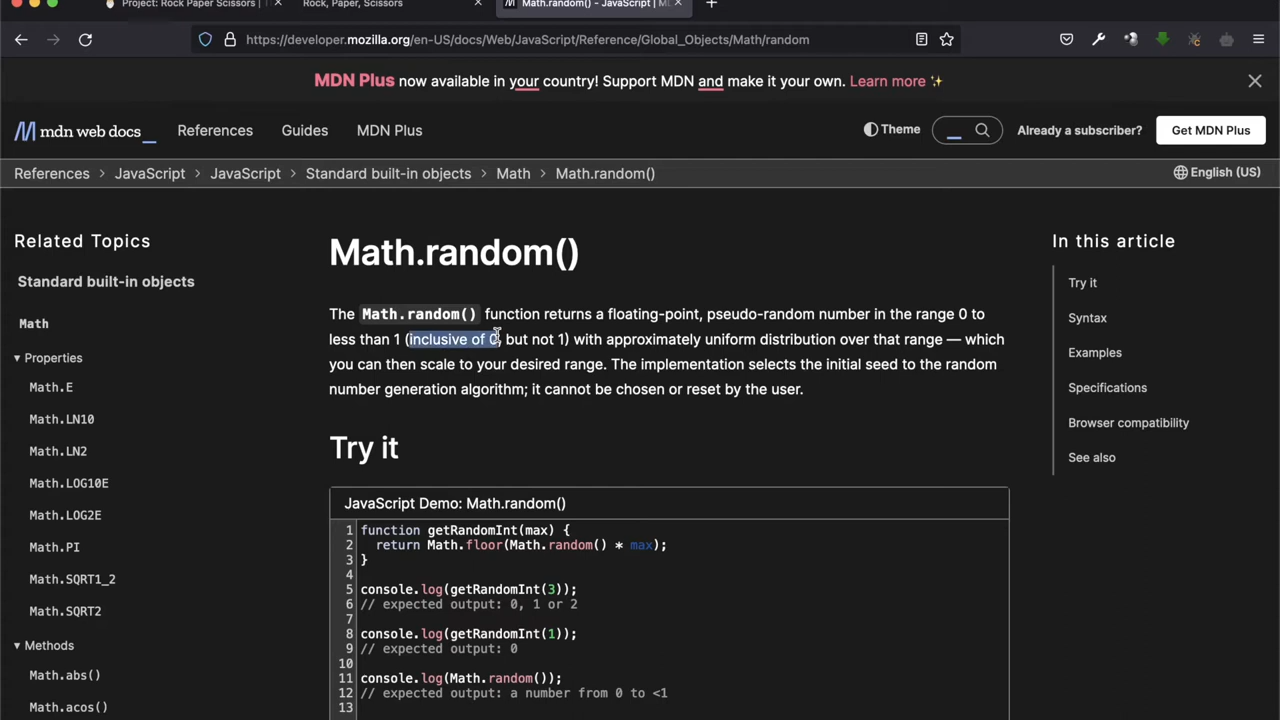 Project: Rock Paper Scissors |
Rock, Paper, Scissors
Math.random() - JavaScript |
https://developer.mozilla.org/en-US/docs/Web/JavaScript/Reference/Global_Objects/Math/random
MDN Plus now available in your country! Support MDN and make it your own. Learn more ✨
mdn web docs _
References
Guides
MDN Plus
Theme
Already a subscriber?
Get MDN Plus
References > JavaScript > JavaScript > Standard built-in objects > Math > Math.random()
English (US)
Related Topics
Standard built-in objects
Math
Properties
Math.E
Math.LN10
Math.LN2
Math.LOG10E
Math.LOG2E
Math.PI
Math.SQRT1_2
Math.SQRT2
Methods
Math.abs()
Math.acos()
Math.random()
The Math.random() function returns a floating-point, pseudo-random number in the range 0 to
less than 1 (inclusive of 0, but not 1) with approximately uniform distribution over that range — which
you can then scale to your desired range. The implementation selects the initial seed to the random
number generation algorithm; it cannot be chosen or reset by the user.
Try it
JavaScript Demo: Math.random()
1 function getRandomInt(max) {
2 return Math.floor(Math.random() * max);
3 }
4
5 console.log(getRandomInt(3));
6 // expected output: 0, 1 or 2
7
8 console.log(getRandomInt(1));
9 // expected output: 0
10
11 console.log(Math.random());
12 // expected output: a number from 0 to <1
13
In this article
Try it
Syntax
Examples
Specifications
Browser compatibility
See also